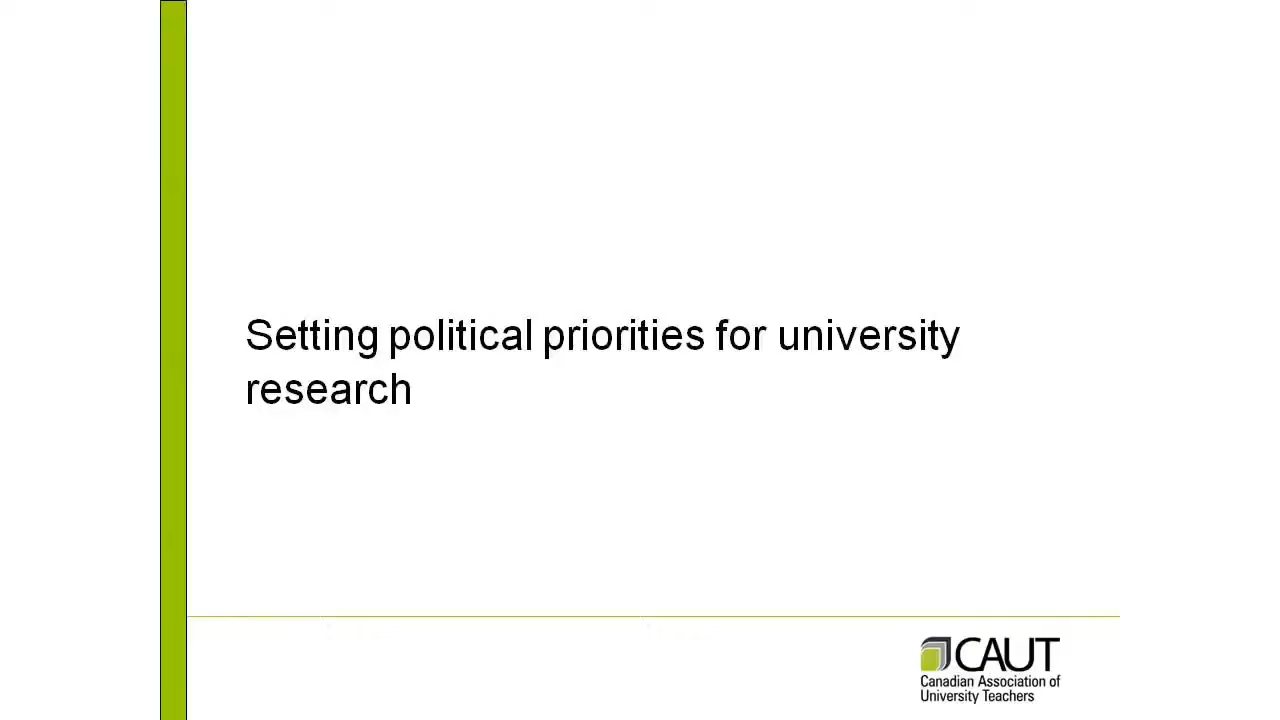 Setting political priorities for university
research
CAUT
Canadian Association of
University Teachers